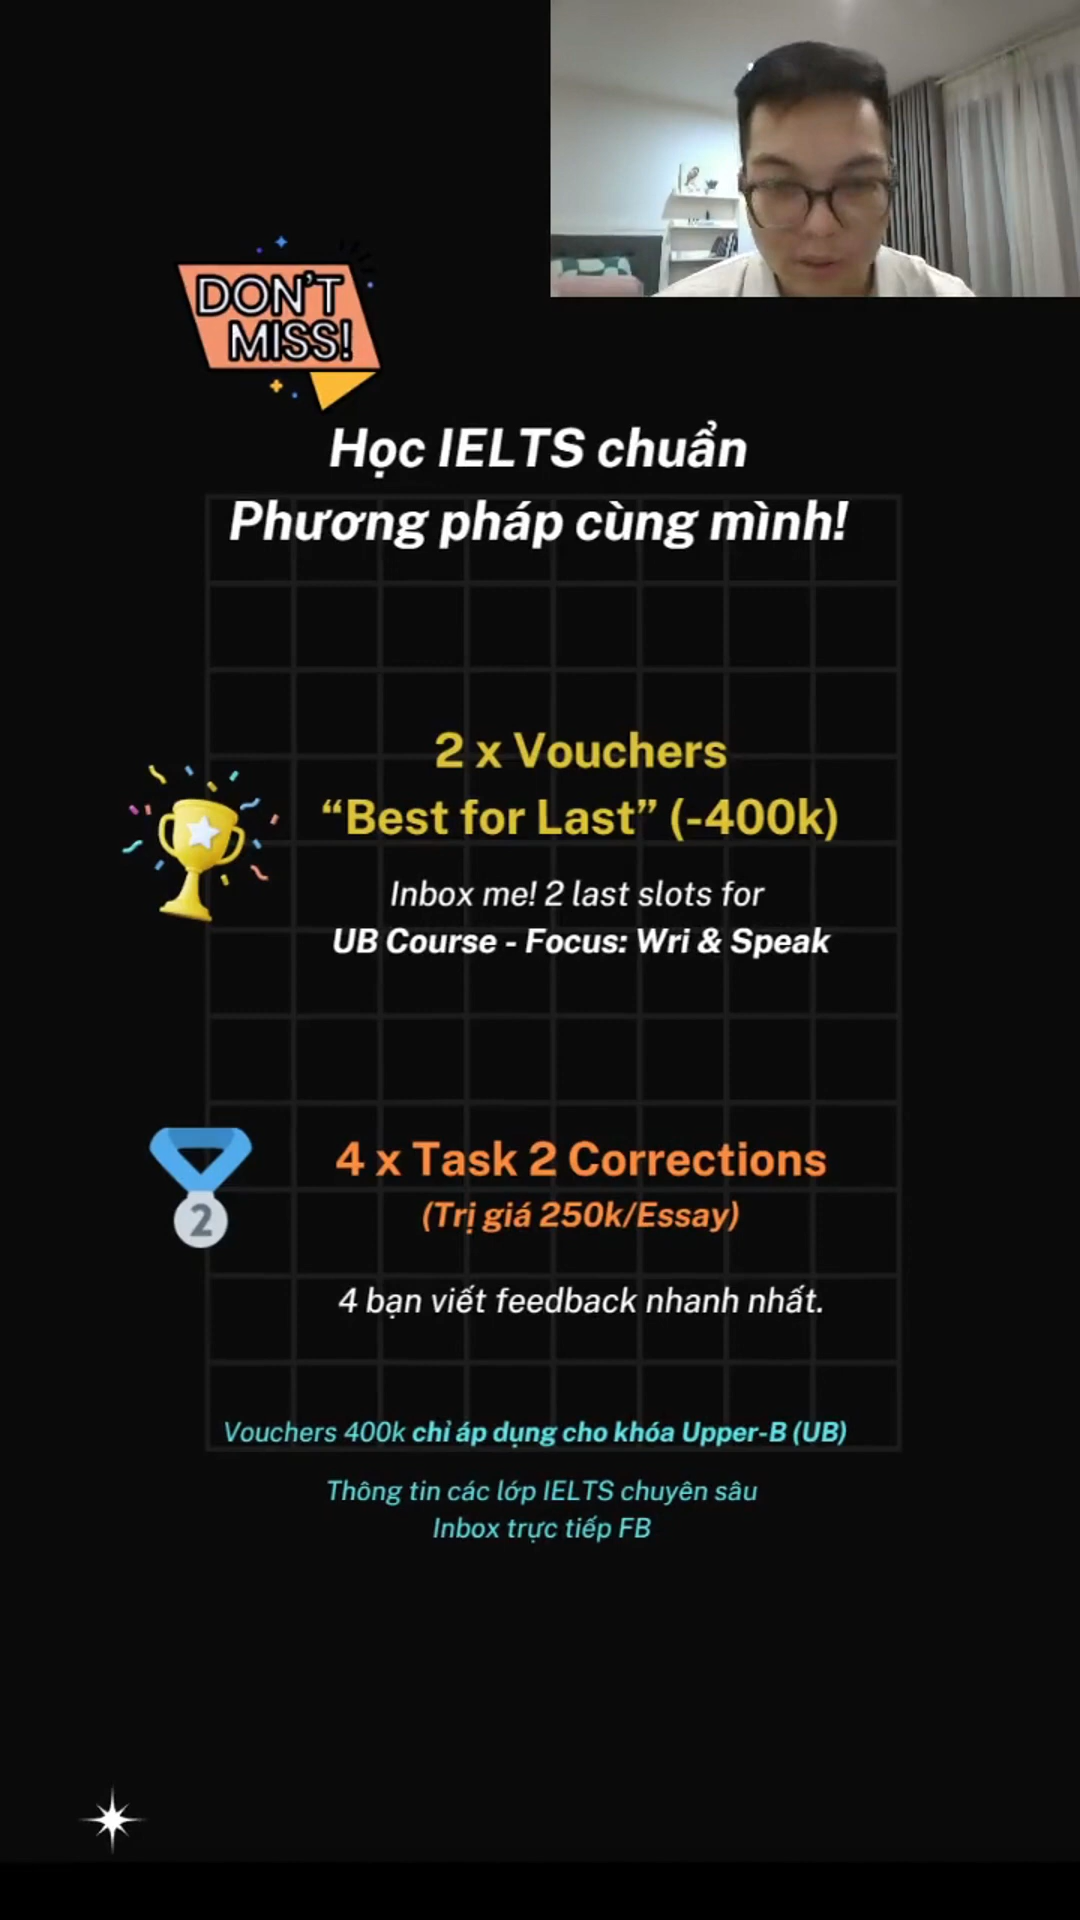 DON'T
MISS!
Học IELTS chuẩn
Phương pháp cùng mình!
2 x Vouchers
“Best for Last” (-400k)
Inbox me! 2 last slots for
UB Course - Focus: Wri & Speak
2
4 x Task 2 Corrections
(Trị giá 250k/Essay)
4 bạn viết feedback nhanh nhất.
Vouchers 400k chỉ áp dụng cho khóa Upper-B (UB)
Thông tin các lớp IELTS chuyên sâu
Inbox trực tiếp FB